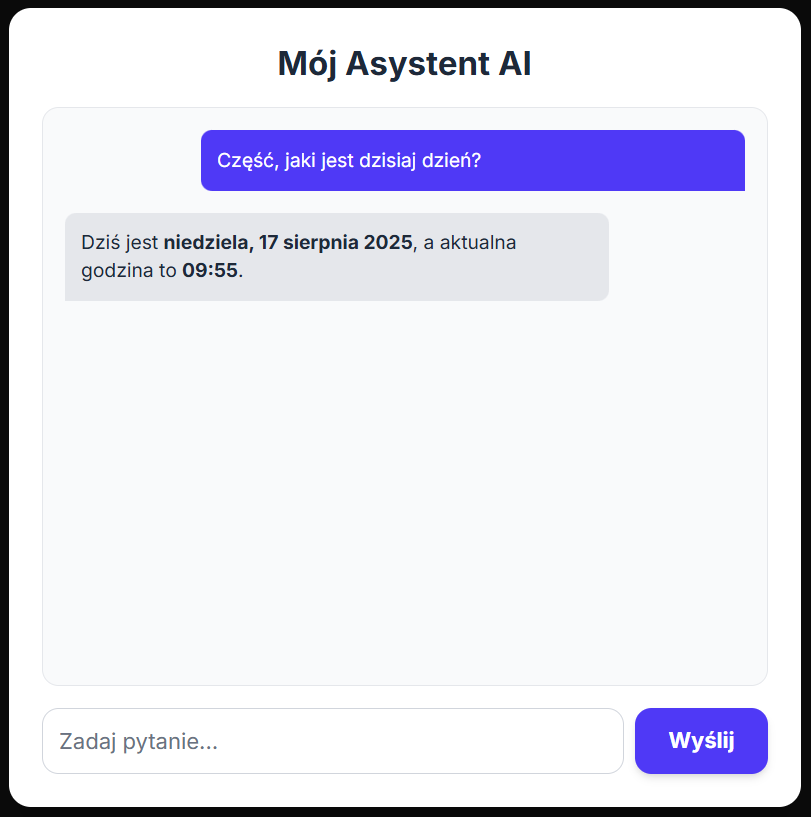 Mój Asystent AI
Część, jaki jest dzisiaj dzień?
Dziś jest niedziela, 17 sierpnia 2025, a aktualna
godzina to 09:55.
Zadaj pytanie...
Wyślij